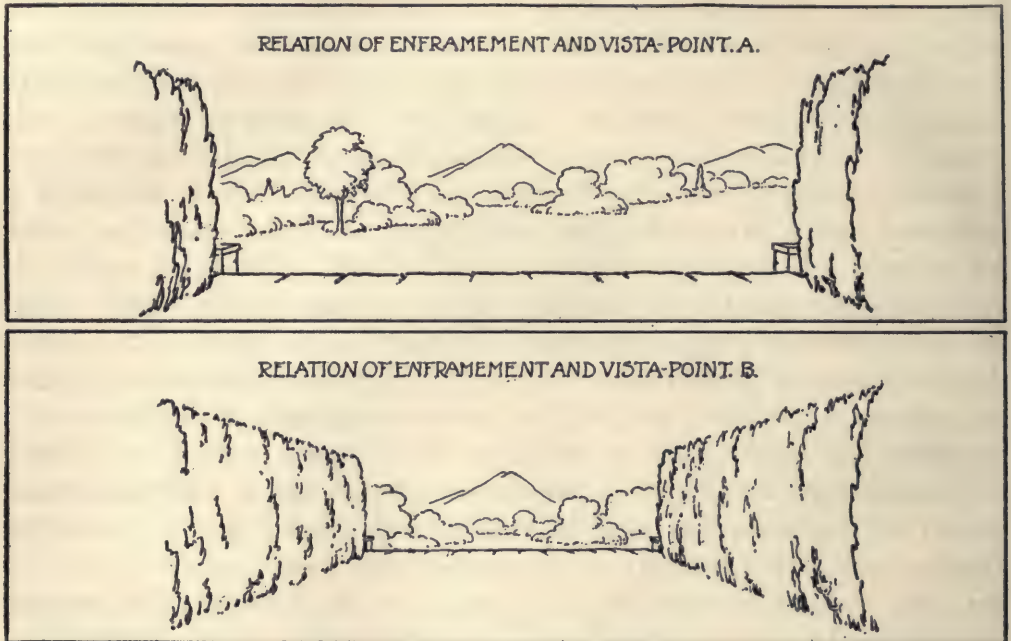 RELATION OF ENFRAMEMENT AND VISTA-POINT. A.
RELATION OF ENFRAMEMENT AND VISTA-POINT. B.